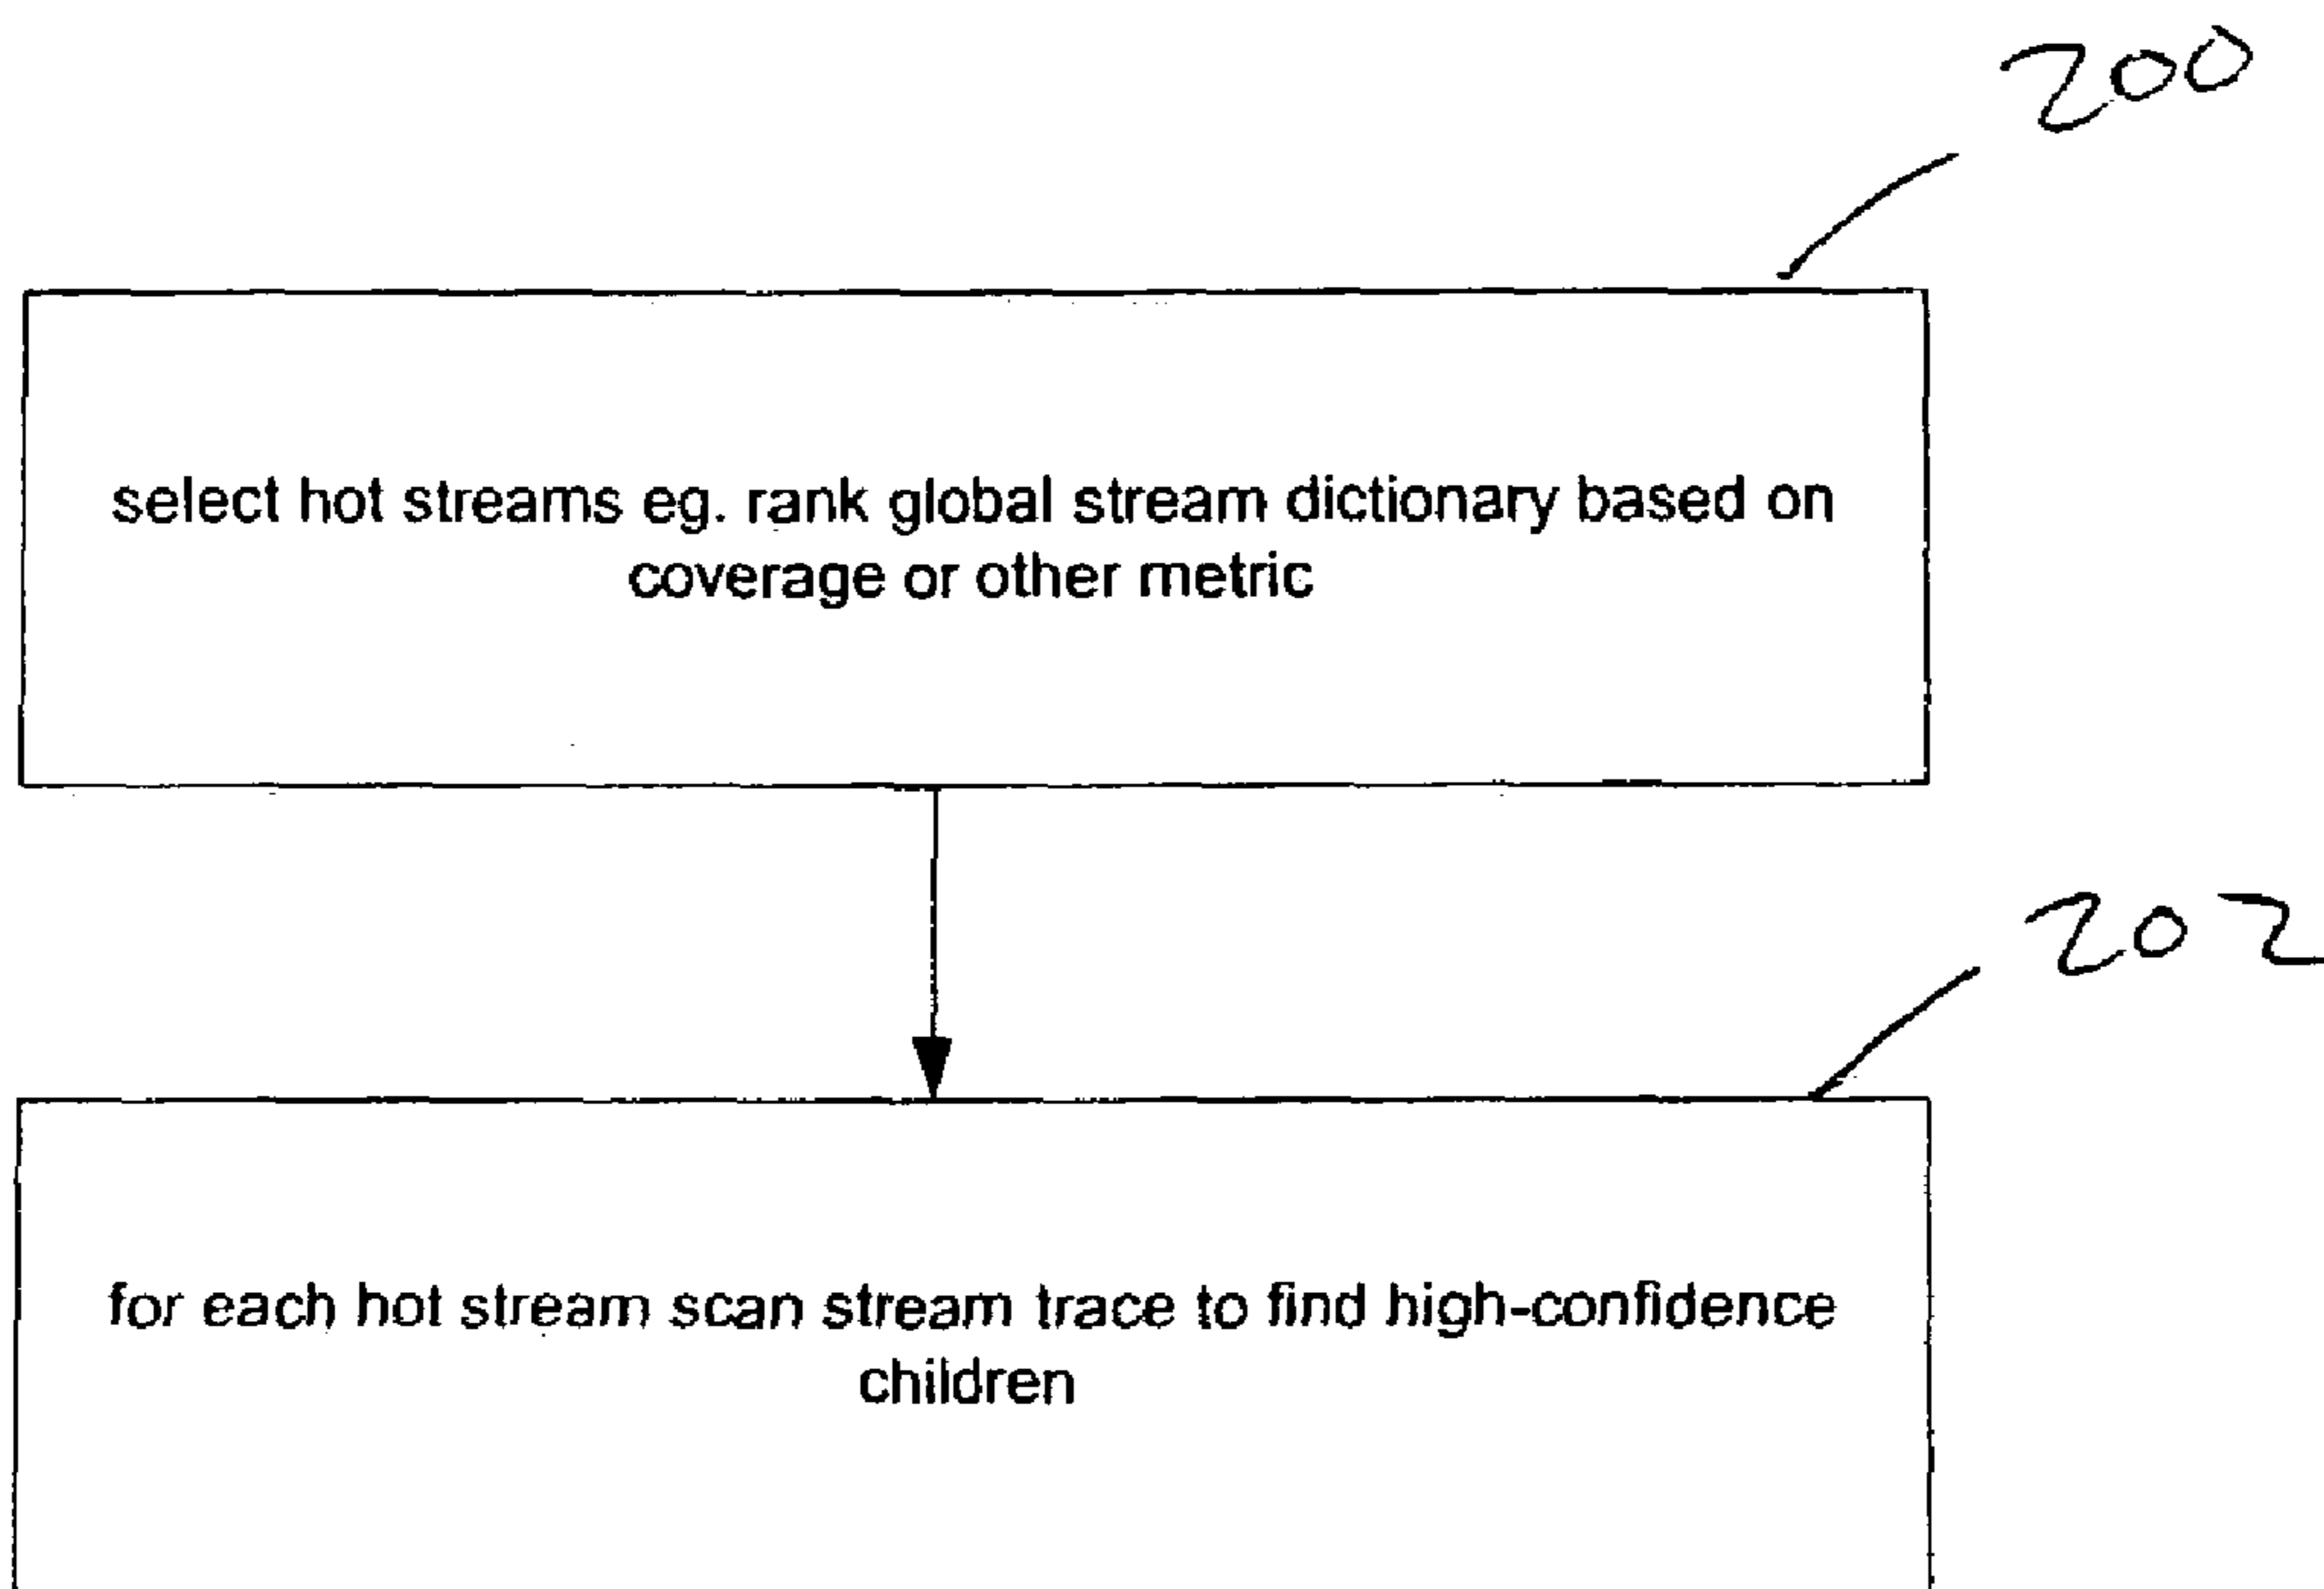 200
select hot streams eg. rank global stream dictionary based on
coverage or other metric
202
for each hot stream scan stream trace to find high-confidence
children